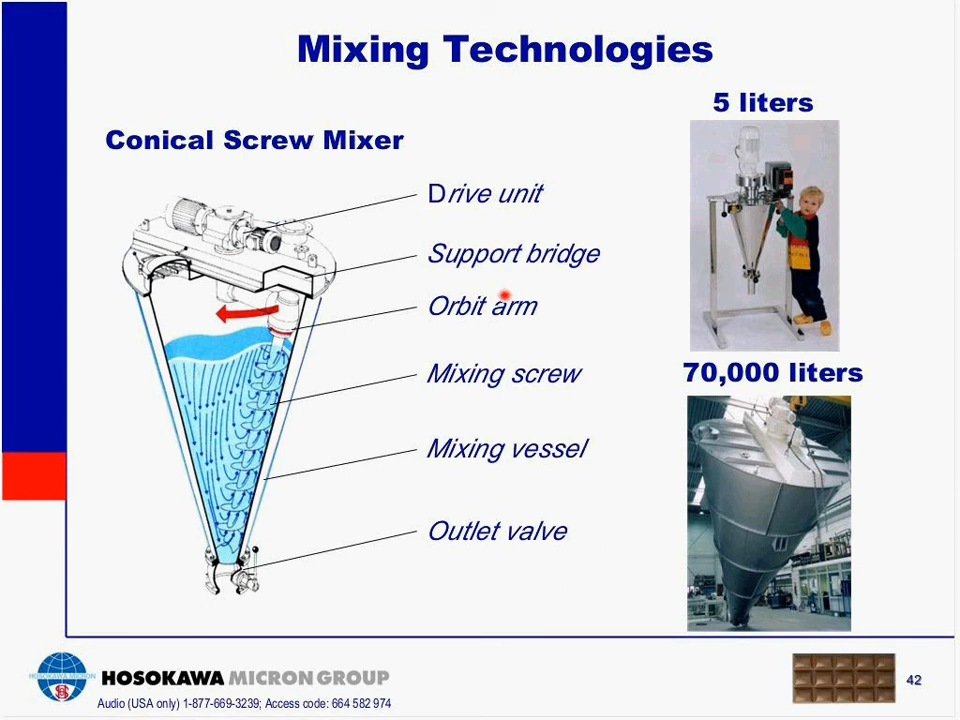 Mixing Technologies
5 liters
Conical Screw Mixer
Drive unit
Support bridge
Orbit arm
Mixing screw
70,000 liters
Mixing vessel
Outlet valve
HOSOKAWA MICRON
HOSOKAWA MICRON GROUP
42
Audio (USA only) 1-877-669-3239; Access code: 664 582 974